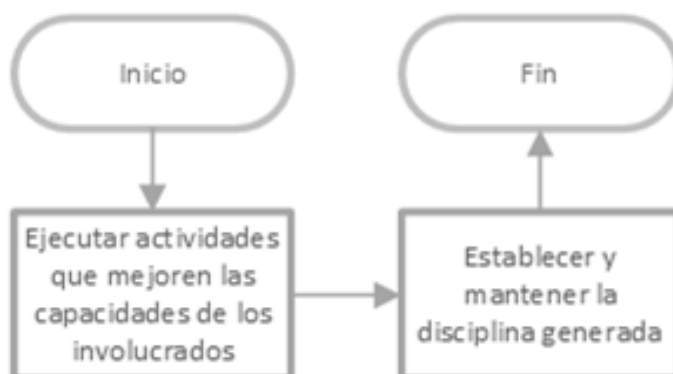 Inicio
Fin
Ejecutar actividades
que mejoren las
capacidades de los
involucrados
Establecer y
mantener la
disciplina generada